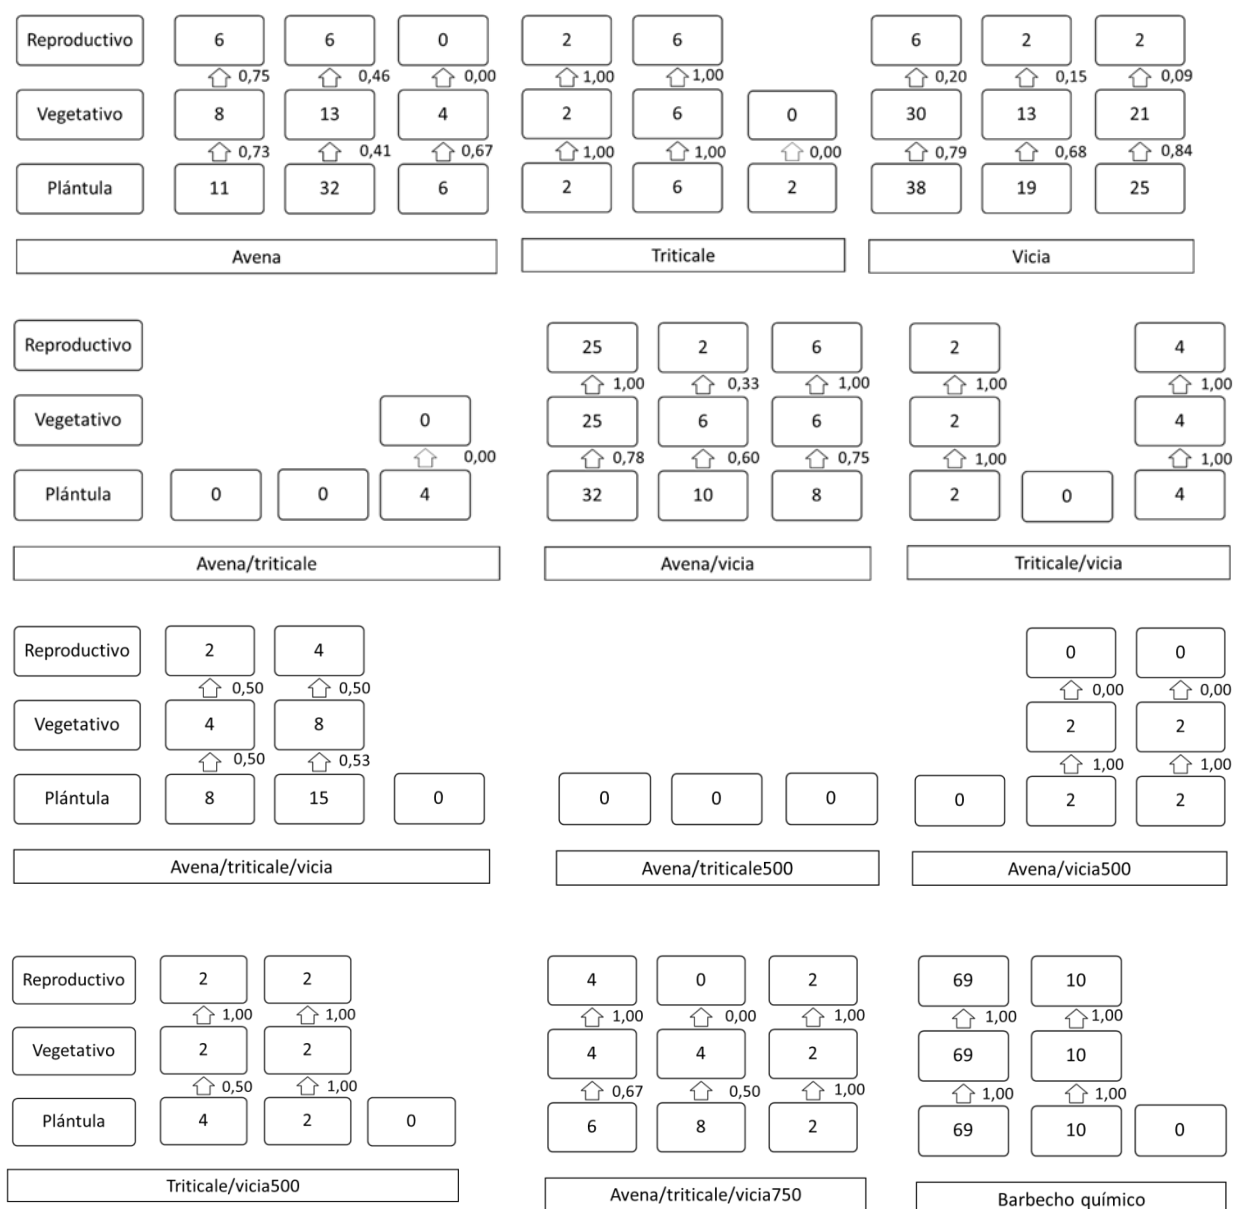 Reproductivo 6 6 0 2 6 6 2 2
0,75 0,46 0,00 1,00 1,00 0,20 0,15 0,09
Vegetativo 8 13 4 2 6 0 30 13 21
0,73 0,41 0,67 1,00 1,00 0,00 0,79 0,68 0,84
Plántula 11 32 6 2 6 2 38 19 25
Avena Triticale Vicia
Reproductivo 25 2 6 2 4
1,00 0,33 1,00 1,00 1,00
Vegetativo 0 25 6 6 2 4
0,00 0,78 0,60 0,75 1,00 1,00
Plántula 0 0 4 32 10 8 2 0 4
Avena/triticale Avena/vicia Triticale/vicia
Reproductivo 2 4 0 0
0,50 0,50 0,00 0,00
Vegetativo 4 8 2 2
0,50 0,53 1,00 1,00
Plántula 8 15 0 0 0 0 0 2 2
Avena/triticale/vicia Avena/triticale500 Avena/vicia500
Reproductivo 2 2 4 0 2 69 10
1,00 1,00 1,00 0,00 1,00 1,00 1,00
Vegetativo 2 2 4 4 2 69 10
0,50 1,00 0,67 0,50 1,00 1,00 1,00
Plántula 4 2 0 6 8 2 69 10 0
Triticale/vicia500 Avena/triticale/vicia750 Barbecho químico